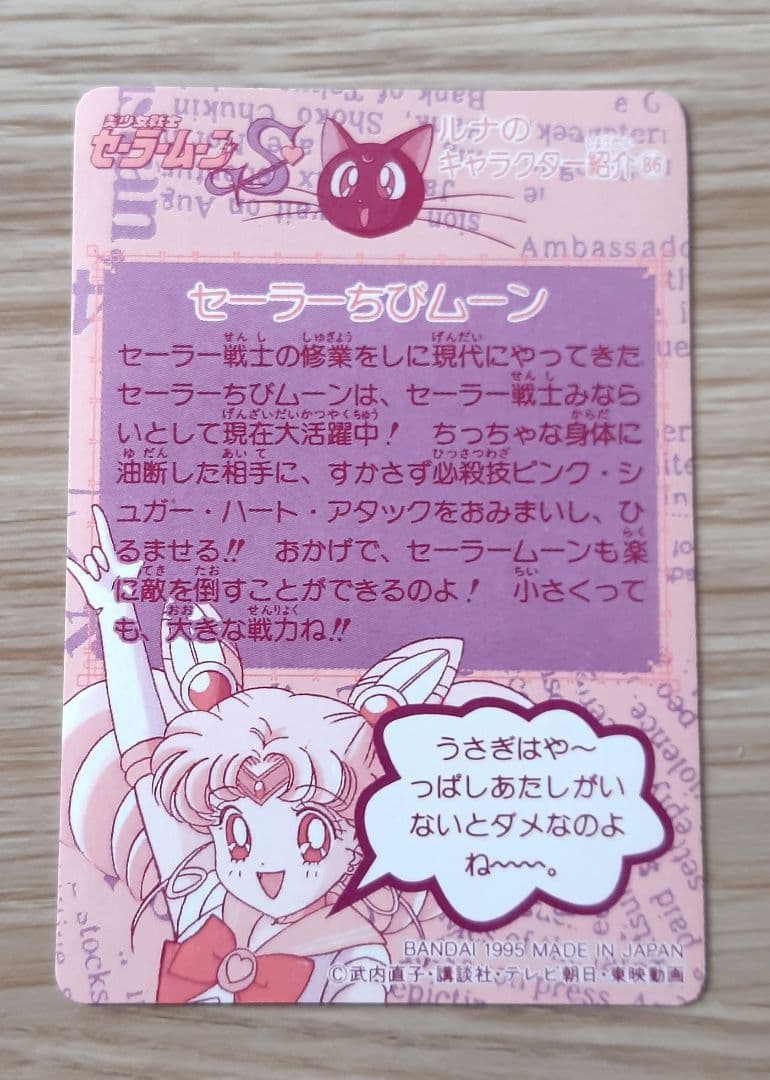 美少女戦士
セーラームーンS
ルナの
キャラクター紹介86
Ambassado
セーラーちびムーン
セーラー戦士の修業をしに現代にやってきた
セーラーちびムーンは、セーラー戦士みなら
いとして現在大活躍中! ちっちゃな身体に
油断した相手に、すかさず必殺技ピンク・シ
ュガー・ハート・アタックをおみまいし、ひ
るませる!! おかげで、セーラームーンも楽
に敵を倒すことができるのよ! 小さくって
も、大きな戦力ね!!
うさぎはや〜
っぱしあたしがい
ないとダメなのよ
ね〜〜。
BANDAI 1995 MADE IN JAPAN
©武内直子・講談社・テレビ朝日・東映動画